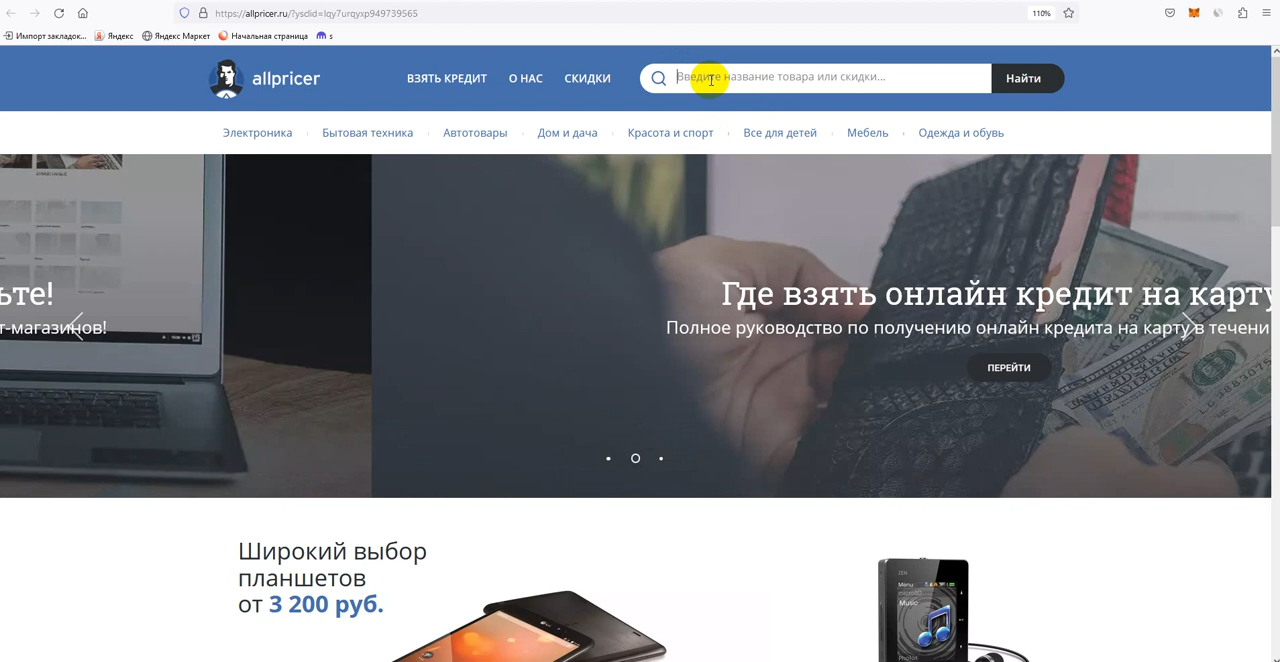 https://allpricer.ru/?ysclid=lqy7urqyxp949739565
110%
Импорт закладок...
Яндекс
Яндекс Маркет
Начальная страница
s
allpricer
ВЗЯТЬ КРЕДИТ
О НАС
СКИДКИ
Введите название товара или скидки...
Найти
Электроника
Бытовая техника
Автотовары
Дом и дача
Красота и спорт
Все для детей
Мебель
Одежда и обувь
ьте!
т-магазинов!
Где взять онлайн кредит на карту
Полное руководство по получению онлайн кредита на карту в течени
ПЕРЕЙТИ
Широкий выбор
планшетов
от 3 200 руб.
ZEN
Menu
Music